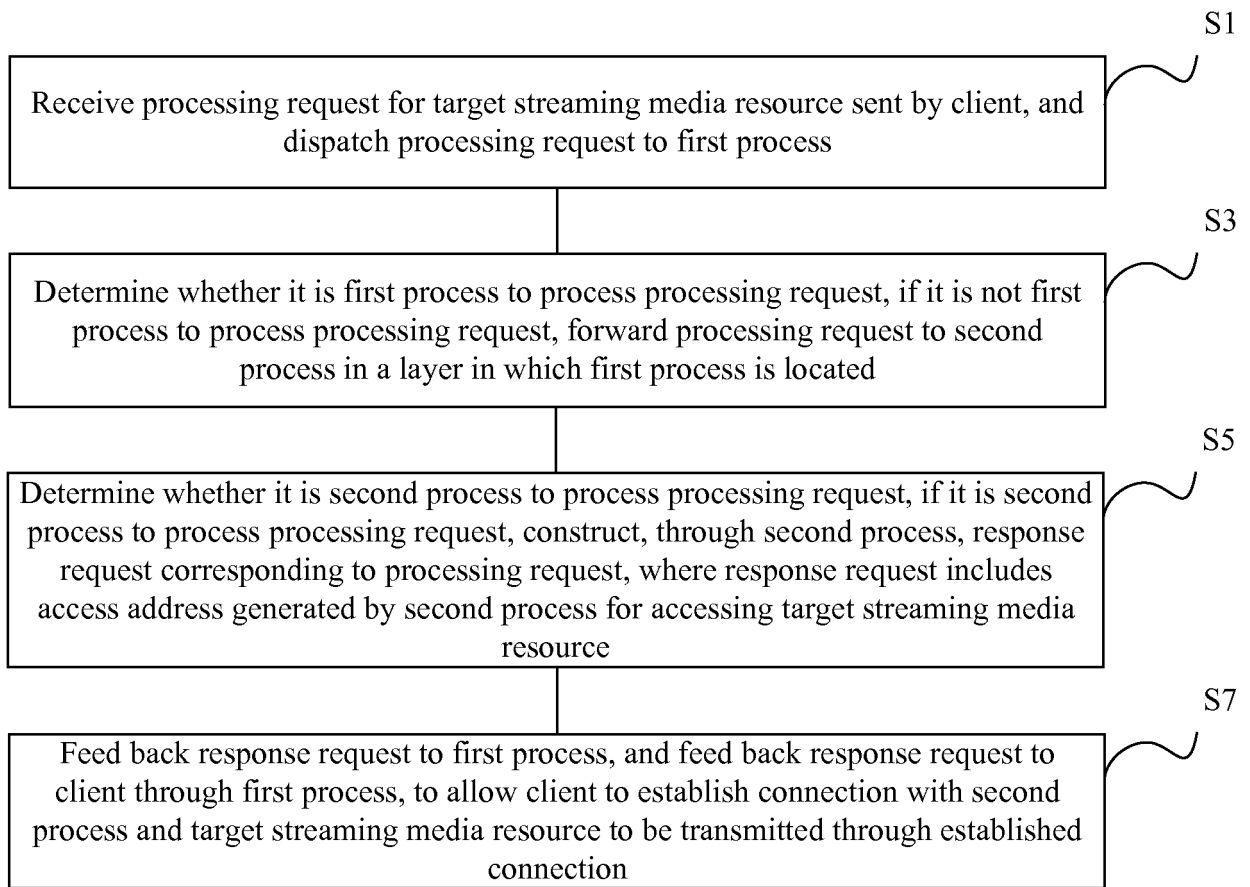 S1
Receive processing request for target streaming media resource sent by client, and
dispatch processing request to first process
S3
Determine whether it is first process to process processing request, if it is not first
process to process processing request, forward processing request to second
process in a layer in which first process is located
S5
Determine whether it is second process to process processing request, if it is second
process to process processing request, construct, through second process, response
request corresponding to processing request, where response request includes
access address generated by second process for accessing target streaming media
resource
S7
Feed back response request to first process, and feed back response request to
client through first process, to allow client to establish connection with second
process and target streaming media resource to be transmitted through established
connection